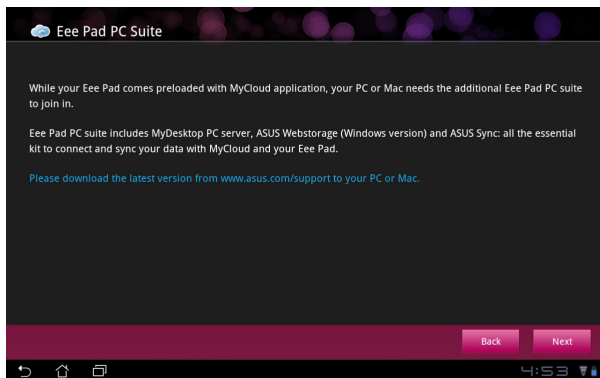 Eee Pad PC Suite
While your Eee Pad comes preloaded with MyCloud application, your PC or Mac needs the additional Eee Pad PC suite
to join in.
Eee Pad PC suite includes MyDesktop PC server, ASUS Webstorage (Windows version) and ASUS Sync: all the essential
kit to connect and sync your data with MyCloud and your Eee Pad.
Please download the latest version from www.asus.com/support to your PC or Mac.
Back Next
4:53